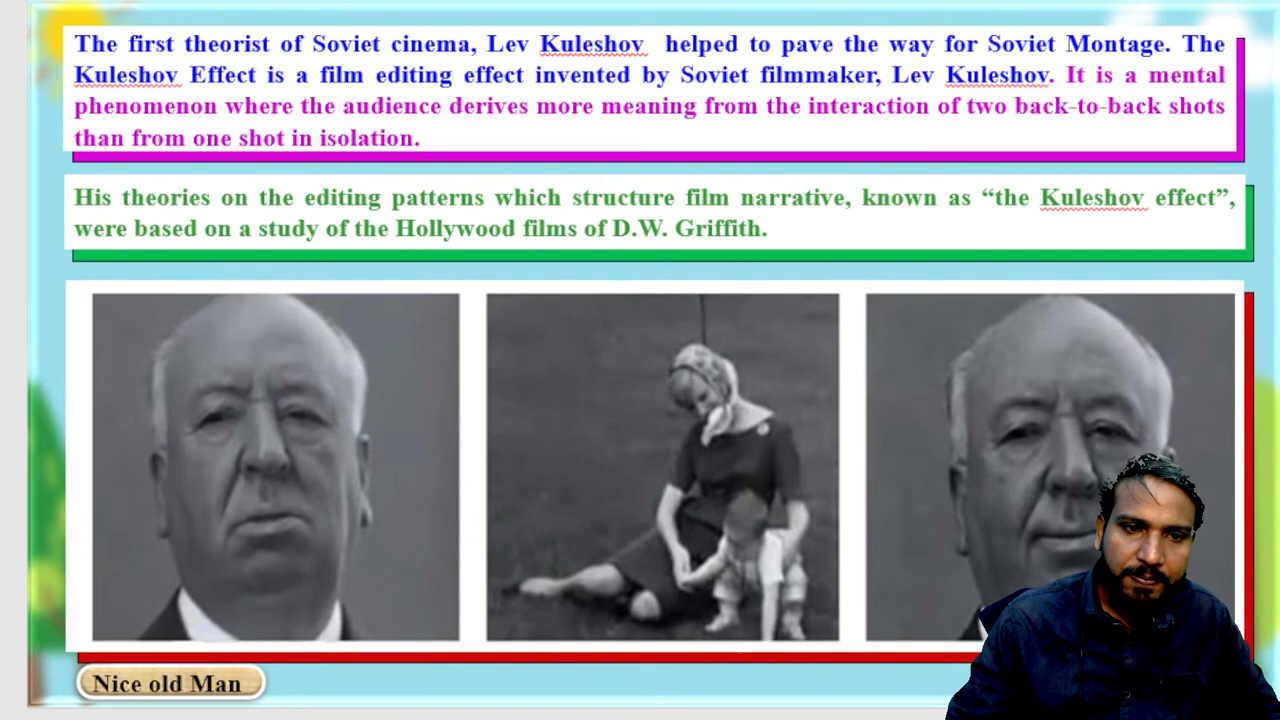 The first theorist of Soviet cinema, Lev Kuleshov helped to pave the way for Soviet Montage. The
Kuleshov Effect is a film editing effect invented by Soviet filmmaker, Lev Kuleshov. It is a mental
phenomenon where the audience derives more meaning from the interaction of two back-to-back shots
than from one shot in isolation.
His theories on the editing patterns which structure film narrative, known as “the Kuleshov effect”,
were based on a study of the Hollywood films of D.W. Griffith.
Nice old Man